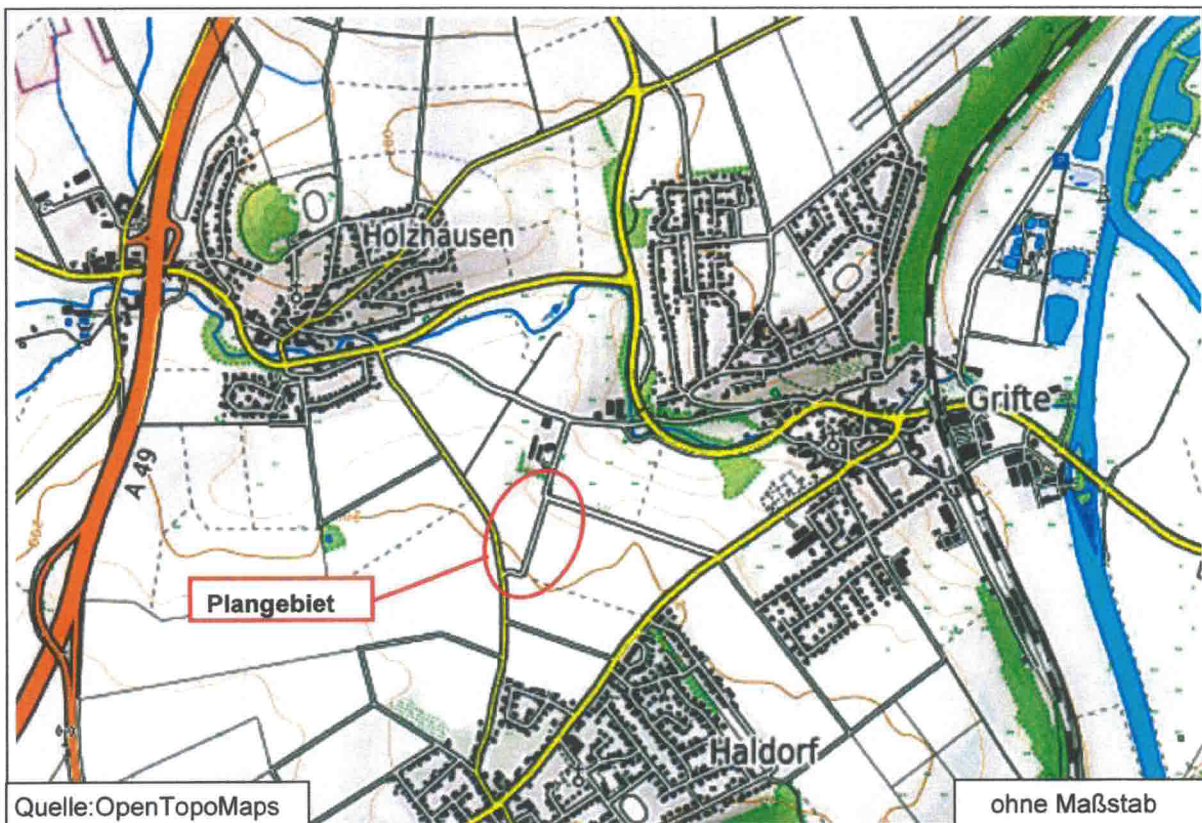 Holzhausen
Grifte
A 49
Plangebiet
Haldorf
Quelle:OpenTopoMaps
ohne Maßstab